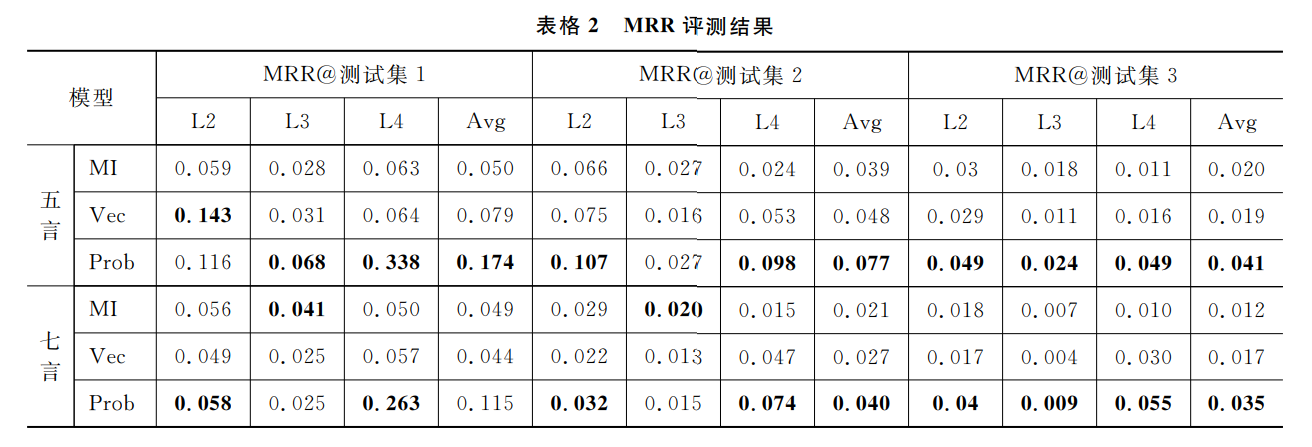 表格 2 MRR 评测结果
模型 MRR@测试集 1 MRR@测试集 2 MRR@测试集 3
L2 L3 L4 Avg L2 L3 L4 Avg L2 L3 L4 Avg
五言 MI 0.059 0.028 0.063 0.050 0.066 0.027 0.024 0.039 0.03 0.018 0.011 0.020
Vec 0.143 0.031 0.064 0.079 0.075 0.016 0.053 0.048 0.029 0.011 0.016 0.019
Prob 0.116 0.068 0.338 0.174 0.107 0.027 0.098 0.077 0.049 0.024 0.049 0.041
七言 MI 0.056 0.041 0.050 0.049 0.029 0.020 0.015 0.021 0.018 0.007 0.010 0.012
Vec 0.049 0.025 0.057 0.044 0.022 0.013 0.047 0.027 0.017 0.004 0.030 0.017
Prob 0.058 0.025 0.263 0.115 0.032 0.015 0.074 0.040 0.04 0.009 0.055 0.035